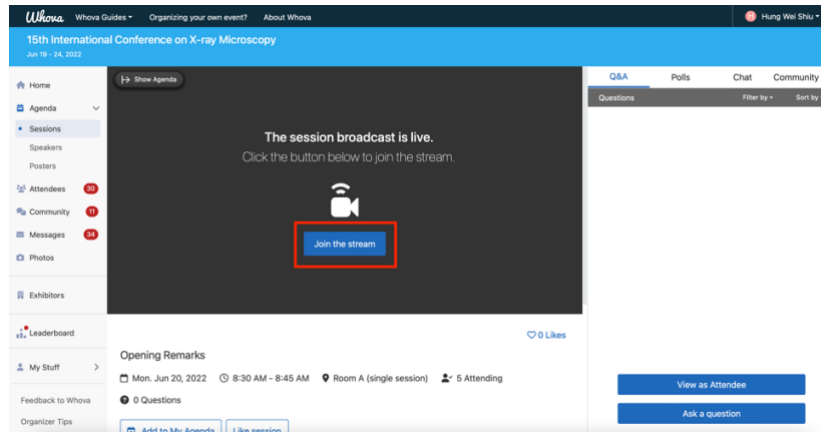 Whova Whova Guides Organizing your own event? About Whova H Hung Wei Shiu
15th International Conference on X-ray Microscopy
Jun 19 - 24, 2022
Home
Agenda
Sessions
Speakers
Posters
Attendees 30
Community 11
Messages 34
Photos
Exhibitors
Leaderboard
My Stuff
Feedback to Whova
Organizer Tips
Show Agenda
The session broadcast is live.
Click the button below to join the stream.
Join the stream
0 Likes
Opening Remarks
Mon. Jun 20, 2022 8:30 AM - 8:45 AM Room A (single session) 5 Attending
0 Questions
Add to My Agenda Like session
Q&A Polls Chat Community
Questions Filter by Sort by
View as Attendee
Ask a question